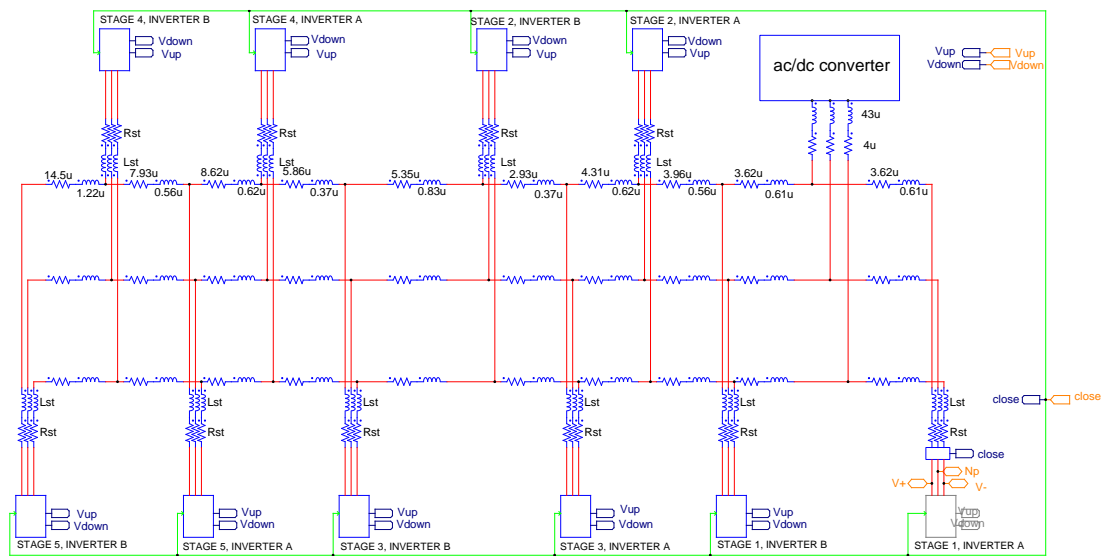 STAGE 4, INVERTER B
STAGE 4, INVERTER A
STAGE 2, INVERTER B
STAGE 2, INVERTER A
Vdown
Vup
Vdown
Vup
Vdown
Vup
Vdown
Vup
ac/dc converter
Vup
Vup
Vdown
Vdown
43u
4u
Rst
Rst
Rst
Rst
Lst
Lst
Lst
Lst
14.5u
1.22u
7.93u
0.56u
8.62u
0.62u
5.86u
0.37u
5.35u
0.83u
2.93u
0.37u
4.31u
0.62u
3.96u
0.56u
3.62u
0.61u
3.62u
0.61u
Lst
Lst
Lst
Lst
Lst
Lst
Rst
Rst
Rst
Rst
Rst
Rst
close
close
close
Np
V+
V-
Vup
Vdown
Vup
Vdown
Vup
Vdown
Vup
Vdown
Vup
Vdown
Vup
Vdown
STAGE 5, INVERTER B
STAGE 5, INVERTER A
STAGE 3, INVERTER B
STAGE 3, INVERTER A
STAGE 1, INVERTER B
STAGE 1, INVERTER A